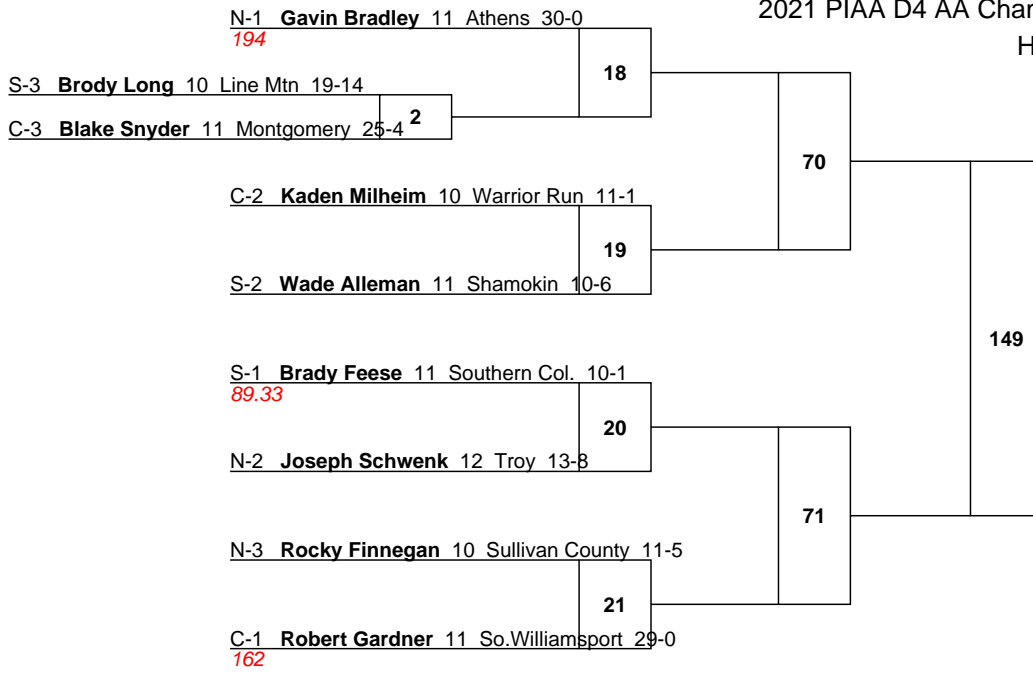 2021 PIAA D4 AA Char
H
N-1 Gavin Bradley 11 Athens 30-0
194
18
S-3 Brody Long 10 Line Mtn 19-14
2
C-3 Blake Snyder 11 Montgomery 25-4
70
C-2 Kaden Milheim 10 Warrior Run 11-1
19
S-2 Wade Alleman 11 Shamokin 10-6
149
S-1 Brady Feese 11 Southern Col. 10-1
89.33
20
N-2 Joseph Schwenk 12 Troy 13-8
71
N-3 Rocky Finnegan 10 Sullivan County 11-5
21
C-1 Robert Gardner 11 So.Williamsport 29-0
162